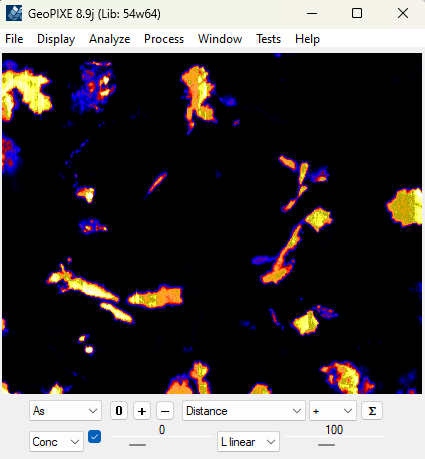 GeoPIXE 8.9j (Lib: 54w64)
File Display Analyze Process Window Tests Help
As 0 + − Distance + Σ
0 100
Conc L linear